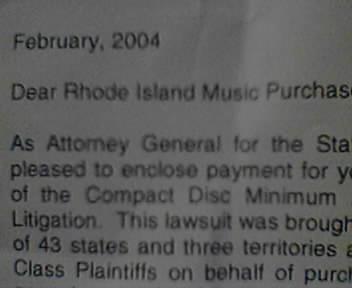 February, 2004
Dear Rhode Island Music Purchas
As Attorney General for the Sta
pleased to enclose payment for y
of the Compact Disc Minimum
Litigation. This lawsuit was brough
of 43 states and three territories a
Class Plaintiffs on behalf of purch